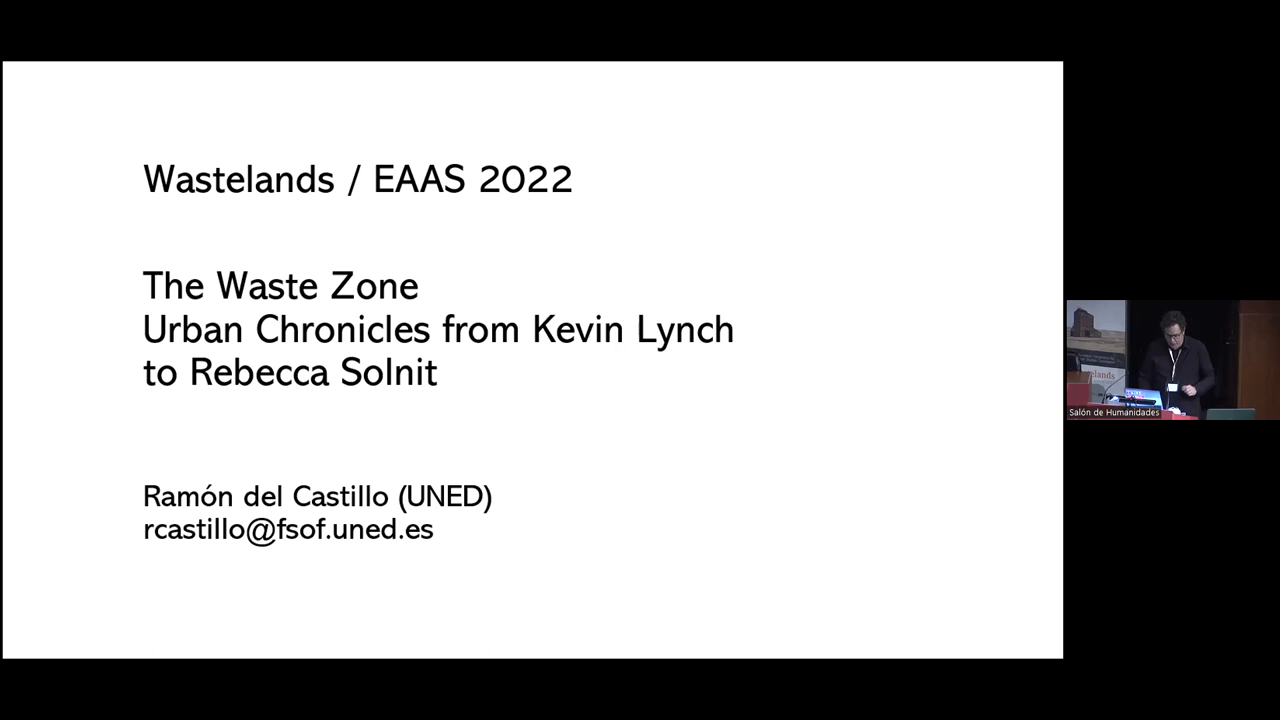 Wastelands / EAAS 2022
The Waste Zone
Urban Chronicles from Kevin Lynch
to Rebecca Solnit
Ramón del Castillo (UNED)
rcastillo@fsof.uned.es
Salón de Humanidades